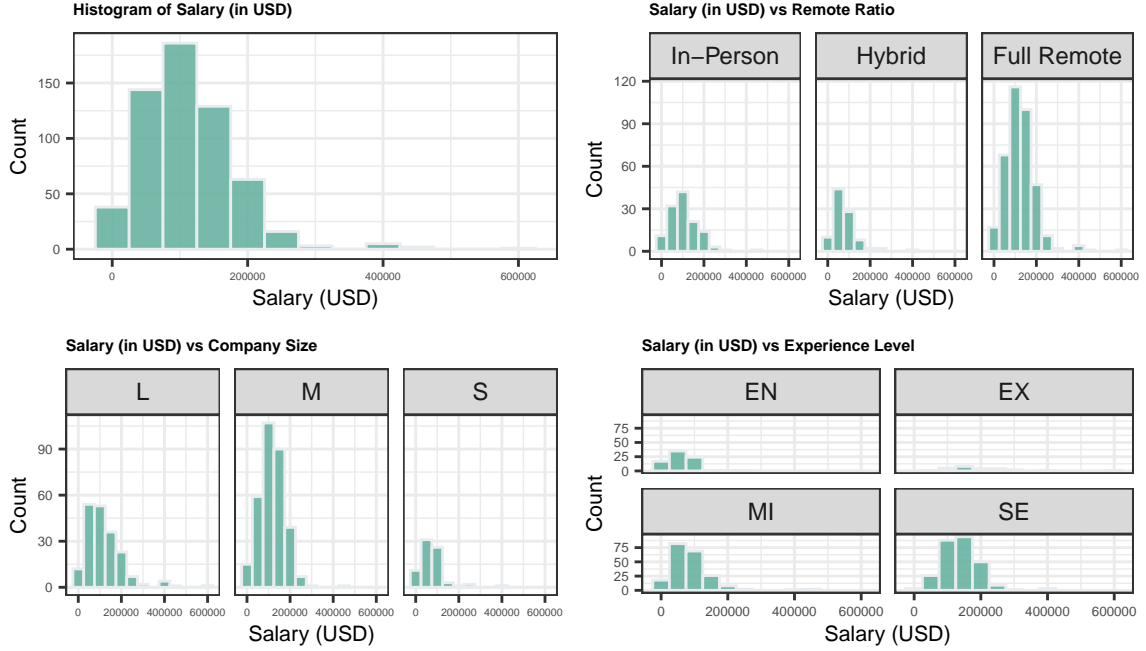 Histogram of Salary (in USD)
Count
150
100
50
0
0 200000 400000 600000
Salary (USD)
Salary (in USD) vs Remote Ratio
In−Person Hybrid Full Remote
Count
120
90
60
30
0
0 200000 400000 600000 0 200000 400000 600000 0 200000 400000 600000
Salary (USD)
Salary (in USD) vs Company Size
L M S
Count
90
60
30
0
0 200000 400000 600000 0 200000 400000 600000 0 200000 400000 600000
Salary (USD)
Salary (in USD) vs Experience Level
EN EX
75
50
25
0
Count
MI SE
75
50
25
0
0 200000 400000 600000 0 200000 400000 600000
Salary (USD)